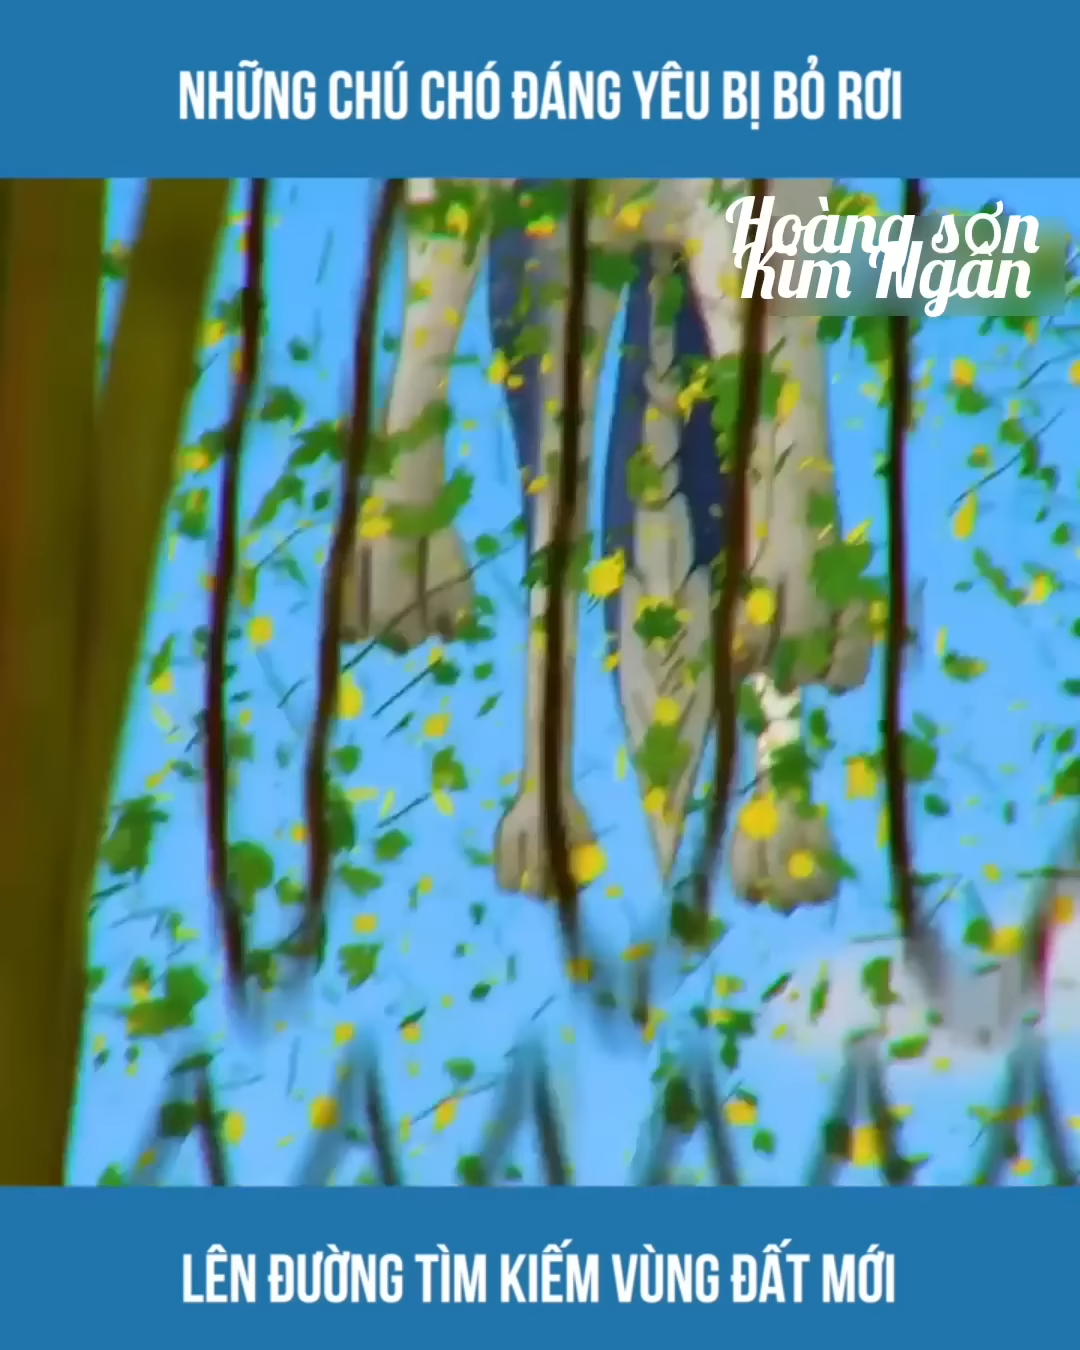 NHỮNG CHÚ CHÓ ĐÁNG YÊU BỊ BỎ RƠI
Hoàng sơn
Kim Ngân
LÊN ĐƯỜNG TÌM KIẾM VÙNG ĐẤT MỚI